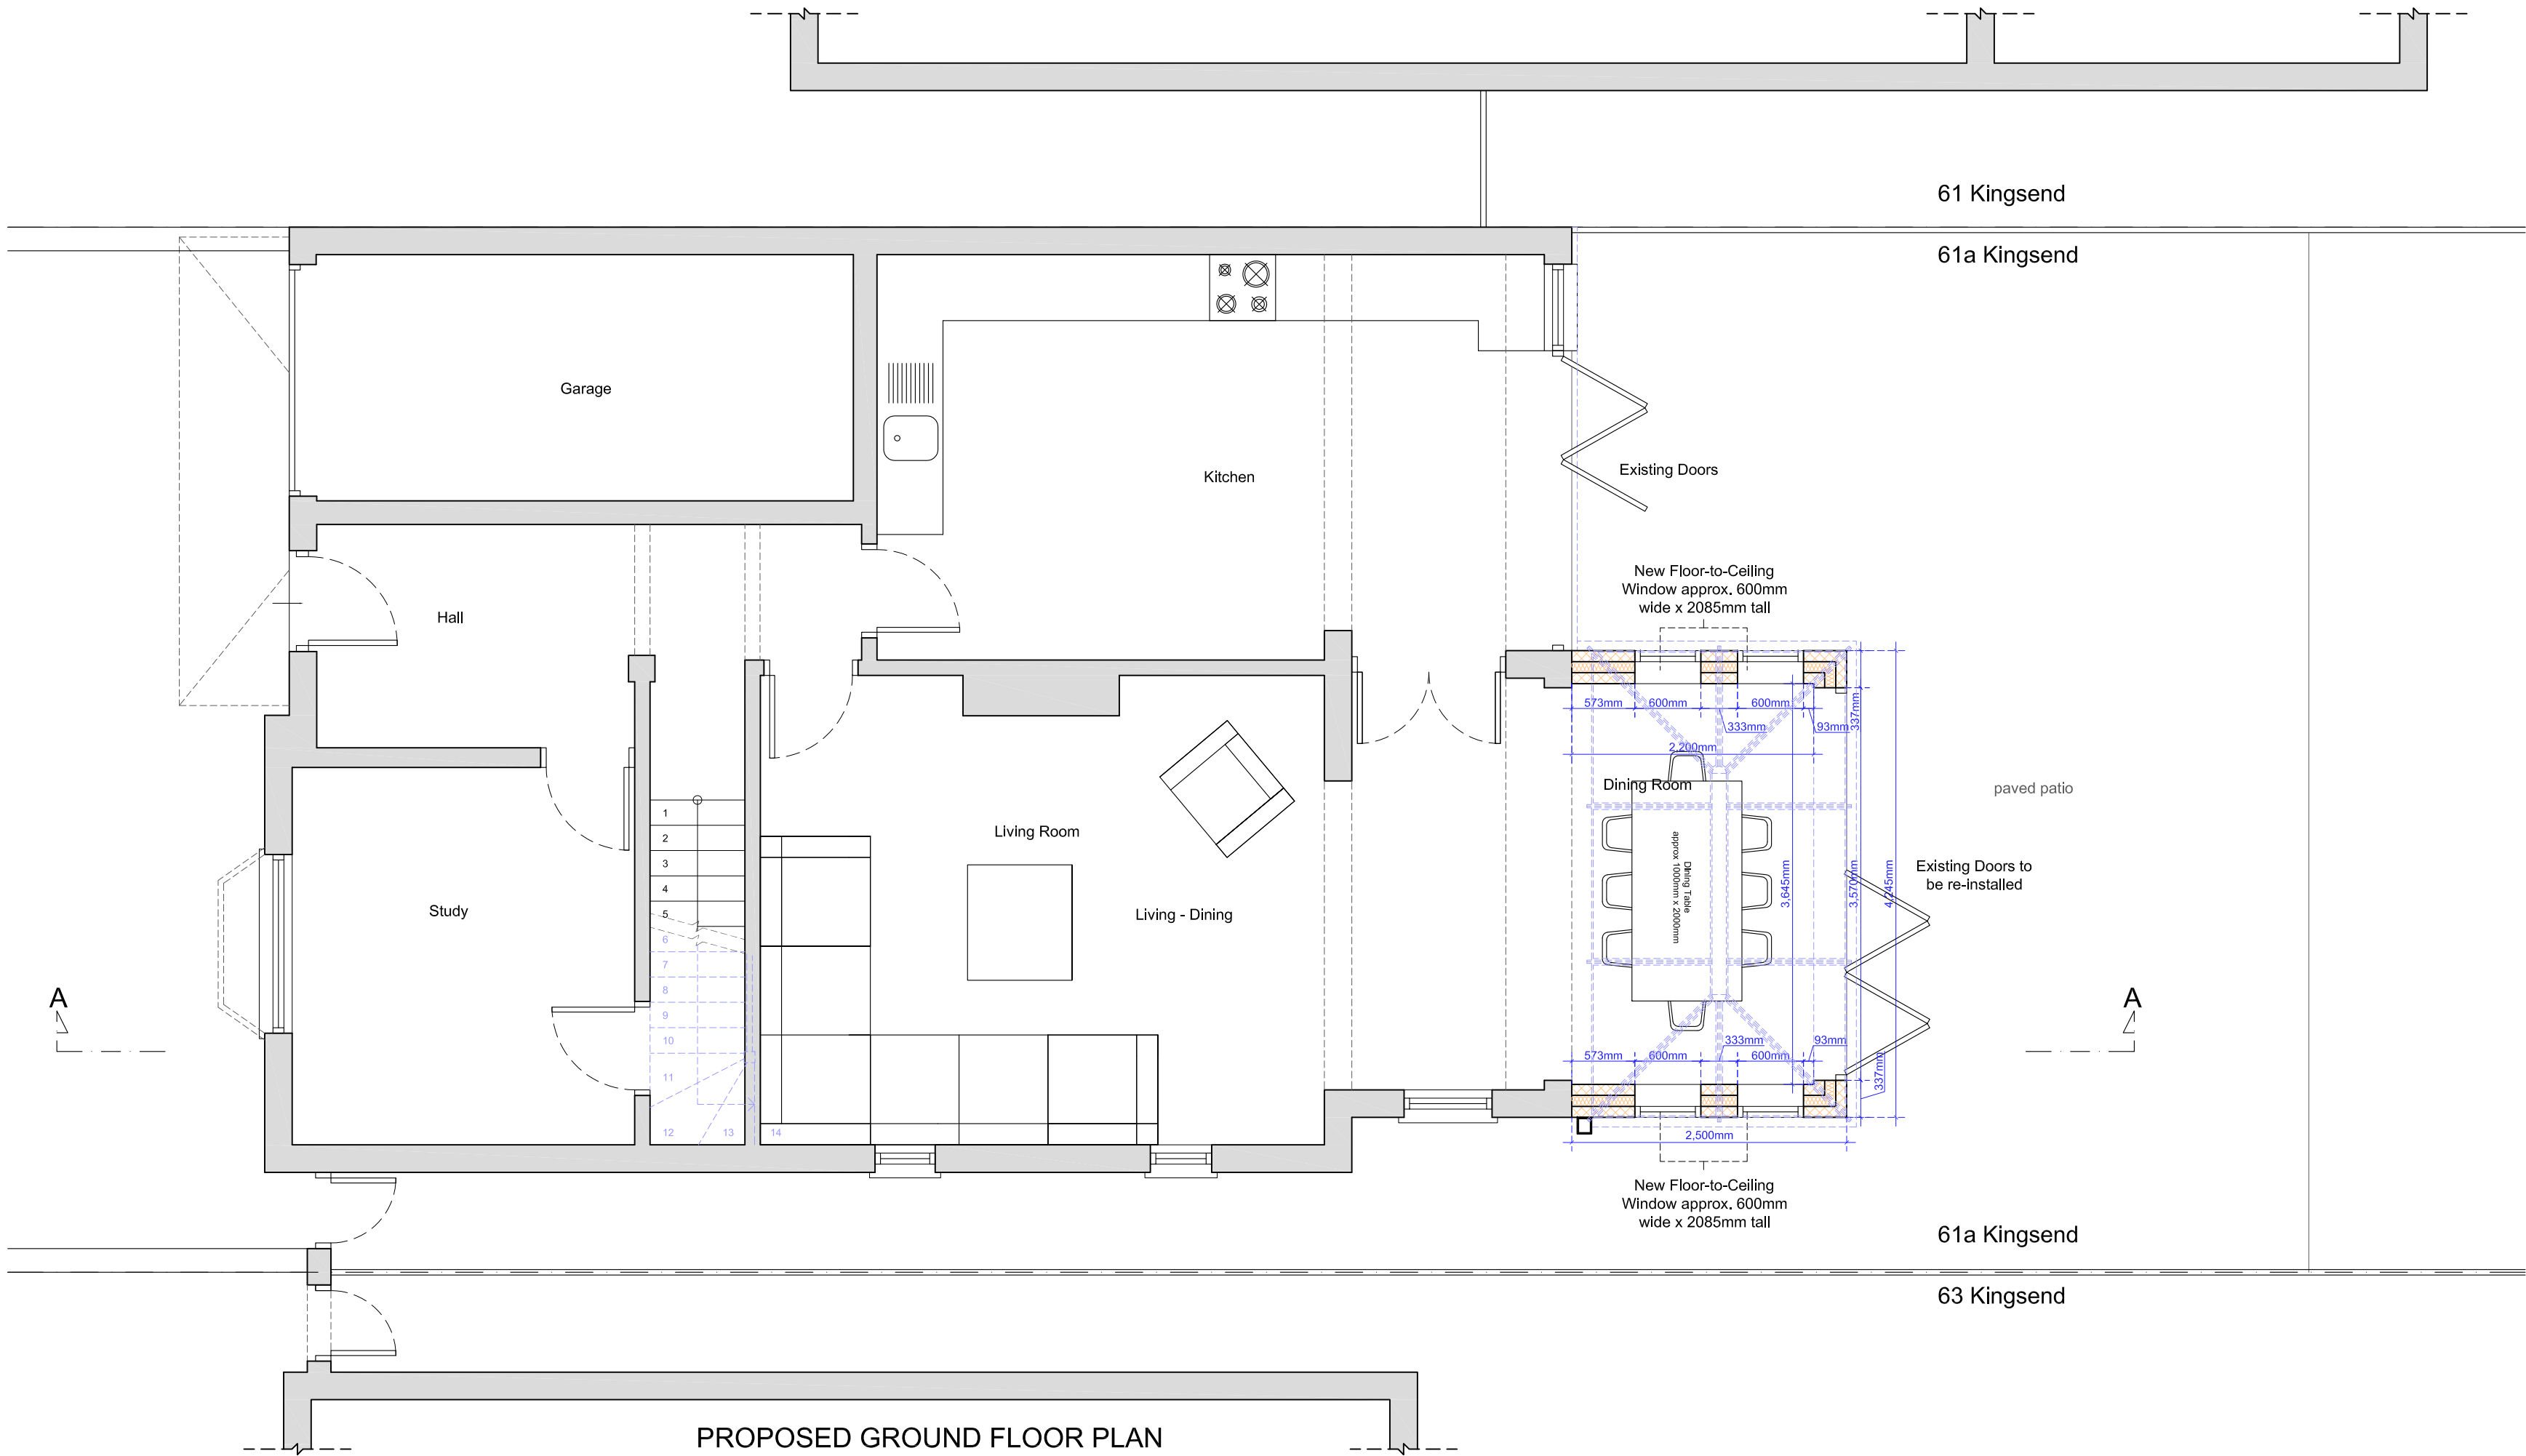 61 Kingsend
61a Kingsend
Garage
Kitchen
Existing Doors
New Floor-to-Ceiling
Window approx. 600mm
wide x 2085mm tall
Hall
573mm
600mm
600mm
333mm
93mm
337mm
2,200mm
Dining Room
paved patio
1
2
3
4
5
6
7
8
9
10
11
12
13
14
Living Room
Dining Table
approx 1000mm x 2000mm
3,645mm
3,570mm
4,245mm
Existing Doors to
be re-installed
Study
Living - Dining
A
A
333mm
93mm
573mm
600mm
600mm
337mm
2,500mm
New Floor-to-Ceiling
Window approx. 600mm
wide x 2085mm tall
61a Kingsend
63 Kingsend
PROPOSED GROUND FLOOR PLAN